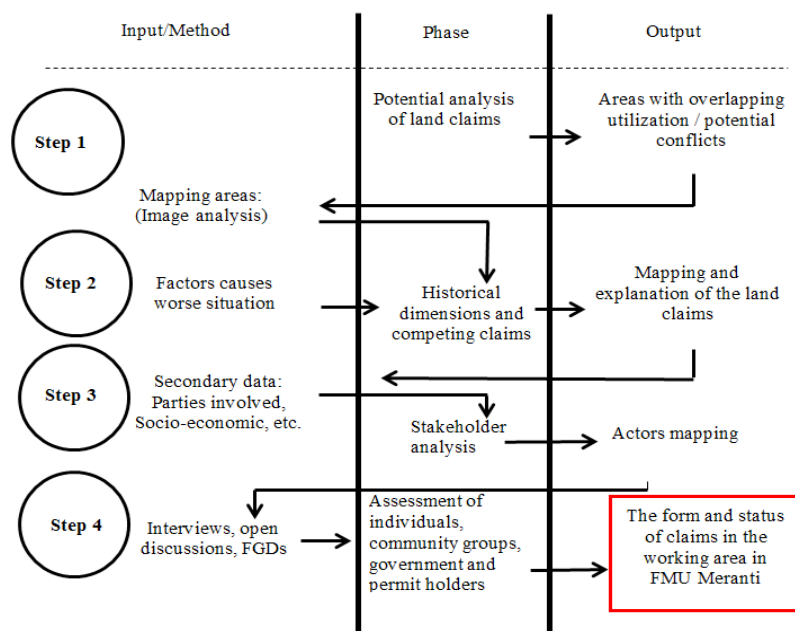 Input/Method
Phase
Output
Step 1
Potential analysis
of land claims
Areas with overlapping
utilization / potential
conflicts
Mapping areas:
(Image analysis)
Step 2
Factors causes
worse situation
Historical
dimensions and
competing claims
Mapping and
explanation of the land
claims
Step 3
Secondary data:
Parties involved,
Socio-economic, etc.
Stakeholder
analysis
Actors mapping
Step 4
Interviews, open
discussions, FGDs
Assessment of
individuals,
community groups,
government and
permit holders
The form and status
of claims in the
working area in
FMU Meranti